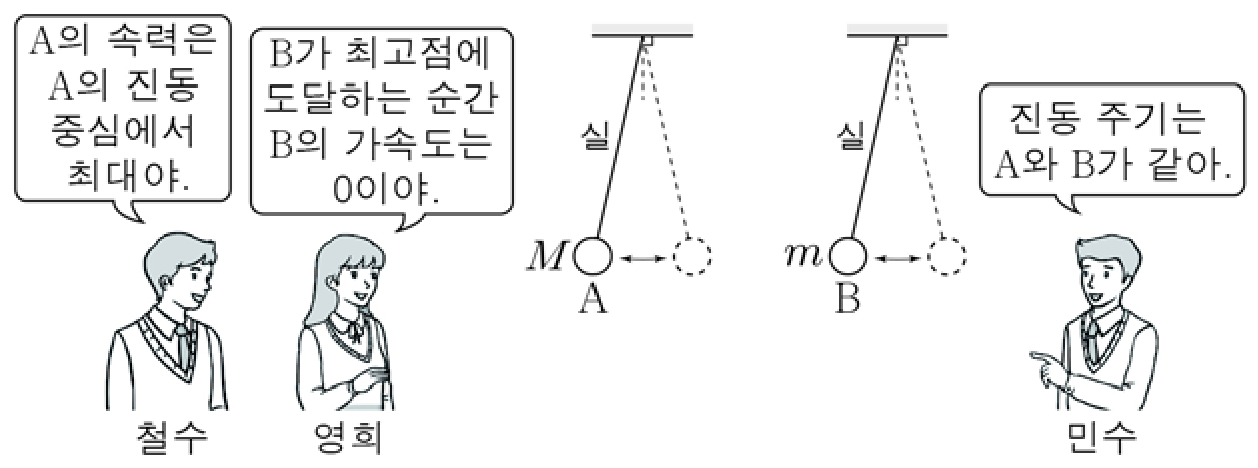 A의 속력은
A의 진동
중심에서
최대야.
B가 최고점에
도달하는 순간
B의 가속도는
0이야.
실
M
A
실
m
B
진동 주기는
A와 B가 같아.
철수
영희
민수